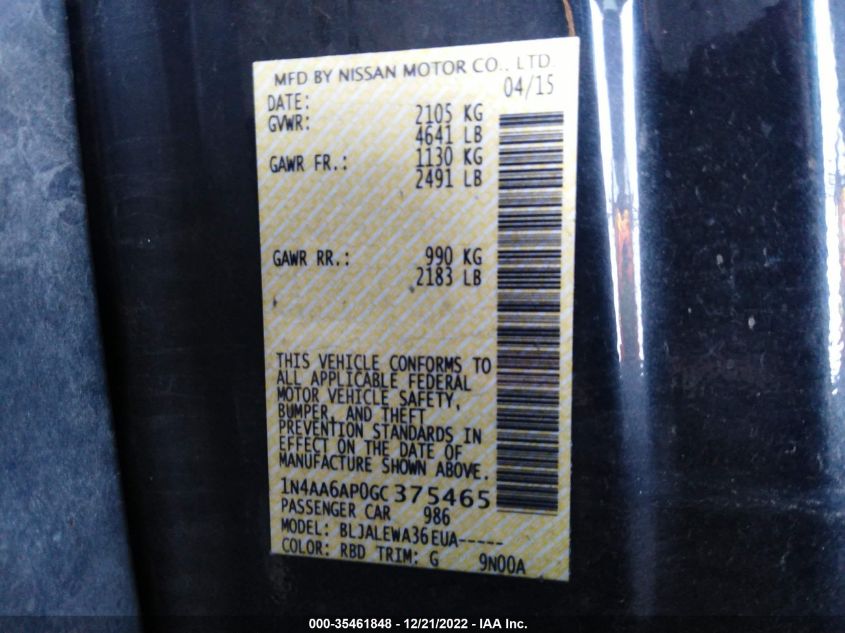 MFD BY NISSAN MOTOR CO., LTD.
DATE: 04/15
GVWR: 2105 KG
4641 LB
GAWR FR.: 1130 KG
2491 LB
GAWR RR.: 990 KG
2183 LB
THIS VEHICLE CONFORMS TO
ALL APPLICABLE FEDERAL
MOTOR VEHICLE SAFETY,
BUMPER, AND THEFT
PREVENTION STANDARDS IN
EFFECT ON THE DATE OF
MANUFACTURE SHOWN ABOVE.
1N4AA6AP0GC375465
PASSENGER CAR 986
MODEL: BLJALEWA36EUA-----
COLOR: RBD TRIM: G 9N00A
000-35461848 - 12/21/2022 - IAA Inc.